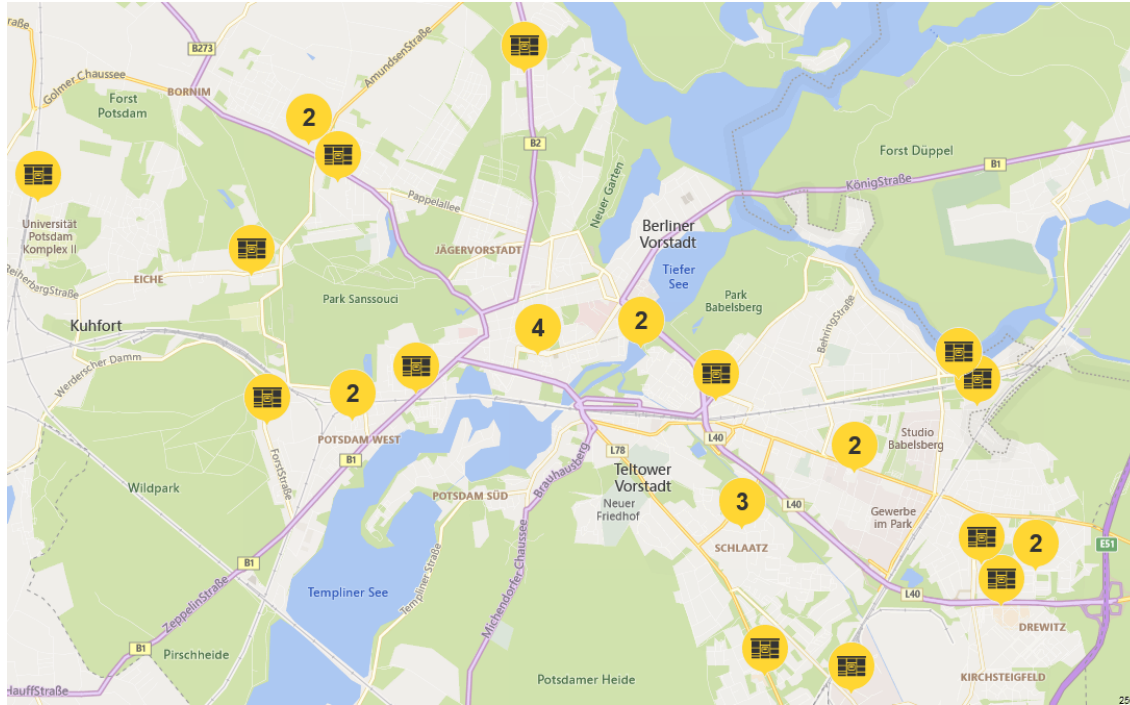 raße
B273
AmundsenStraße
Golmer Chaussee
BORNIM
Forst
Potsdam
2
B2
Forst Düppel
B1
KönigStraße
Neuer Garten
Pappelallee
Universität
Potsdam
Komplex II
Berliner
Vorstadt
JÄGERVORSTADT
Tiefer
See
EICHE
ReiherbergStraße
Park Sanssouci
Park
Babelsberg
Kuhfort
4
2
BehringStraße
Werderscher Damm
2
POTSDAM WEST
L40
Studio
Babelsberg
2
L78
Brauhausberg
ForstStraße
B1
Teltower
Vorstadt
Wildpark
POTSDAM SÜD
Neuer
Friedhof
3
L40
Gewerbe
im Park
SCHLAATZ
2
E51
Michendorfer Chaussee
Templiner Straße
B1
Templiner See
L40
ZeppelinStraße
DREWITZ
B1
Pirschheide
Potsdamer Heide
KIRCHSTEIGFELD
HauffStraße
250